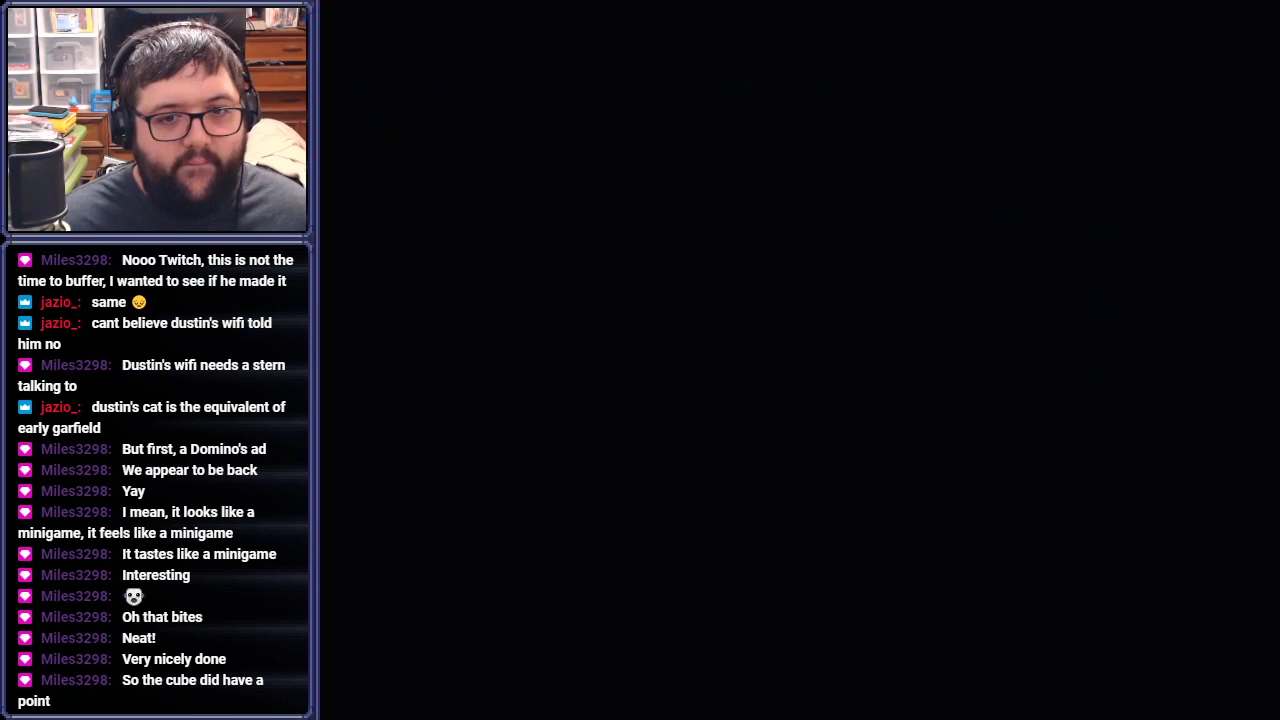 Miles3298: Nooo Twitch, this is not the
time to buffer, I wanted to see if he made it
jazio_: same 😞
jazio_: cant believe dustin's wifi told
him no
Miles3298: Dustin's wifi needs a stern
talking to
jazio_: dustin's cat is the equivalent of
early garfield
Miles3298: But first, a Domino's ad
Miles3298: We appear to be back
Miles3298: Yay
Miles3298: I mean, it looks like a
minigame, it feels like a minigame
Miles3298: It tastes like a minigame
Miles3298: Interesting
Miles3298:
Miles3298: Oh that bites
Miles3298: Neat!
Miles3298: Very nicely done
Miles3298: So the cube did have a
point